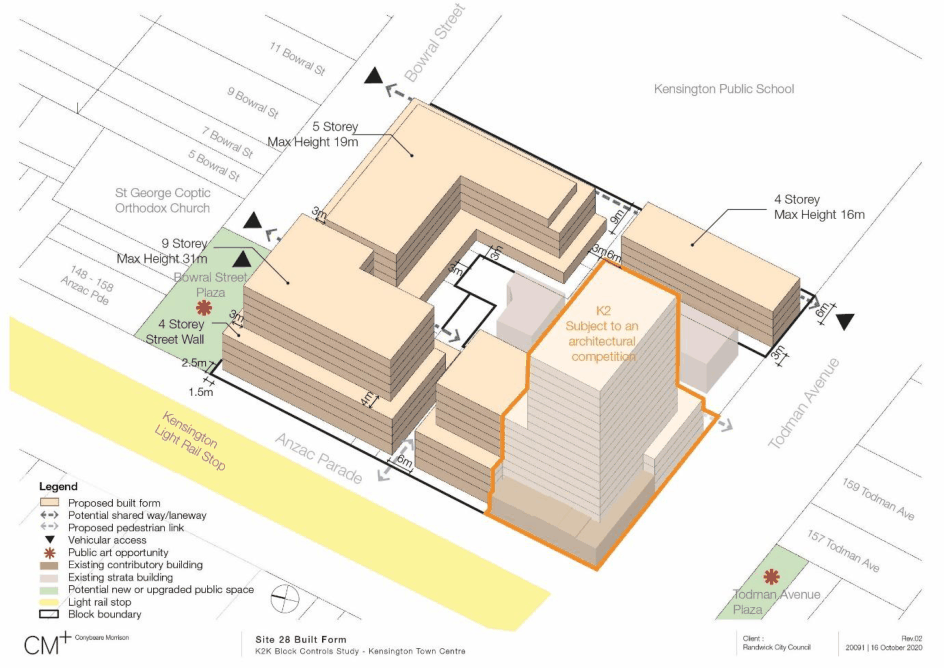 Bowral Street
11 Bowral St
9 Bowral St
7 Bowral St
5 Bowral St
Kensington Public School
5 Storey
Max Height 19m
St George Coptic
Orthodox Church
4 Storey
Max Height 16m
3m
9m
9 Storey
Max Height 31m
3m
3m
3m6m
148 - 158
Anzac Pde
Bowral Street
Plaza
K2
Subject to an
architectural
competition
6m
3m
4 Storey
Street Wall
3m
2.5m
1.5m
4m
6m
Kensington
Light Rail Stop
Anzac Parade
Todman Avenue
159 Todman Ave
157 Todman Ave
Todman Avenue
Plaza
Legend
Proposed built form
Potential shared way/laneway
Proposed pedestrian link
Vehicular access
Public art opportunity
Existing contributory building
Existing strata building
Potential new or upgraded public space
Light rail stop
Block boundary
CM+ Conybeare Morrison
Site 28 Built Form
K2K Block Controls Study - Kensington Town Centre
Client :
Randwick City Council
Rev.02
20091 | 16 October 2020